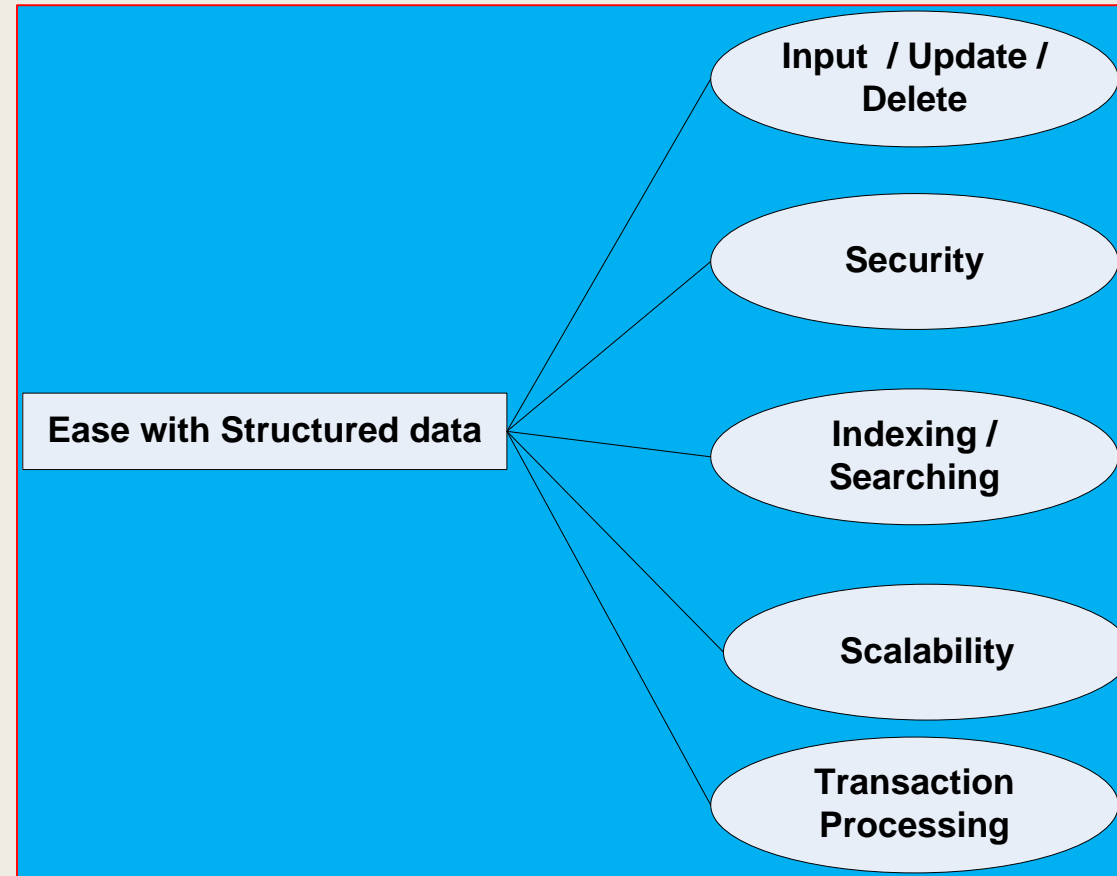 Input / Update /
Delete
Security
Ease with Structured data
Indexing /
Searching
Scalability
Transaction
Processing